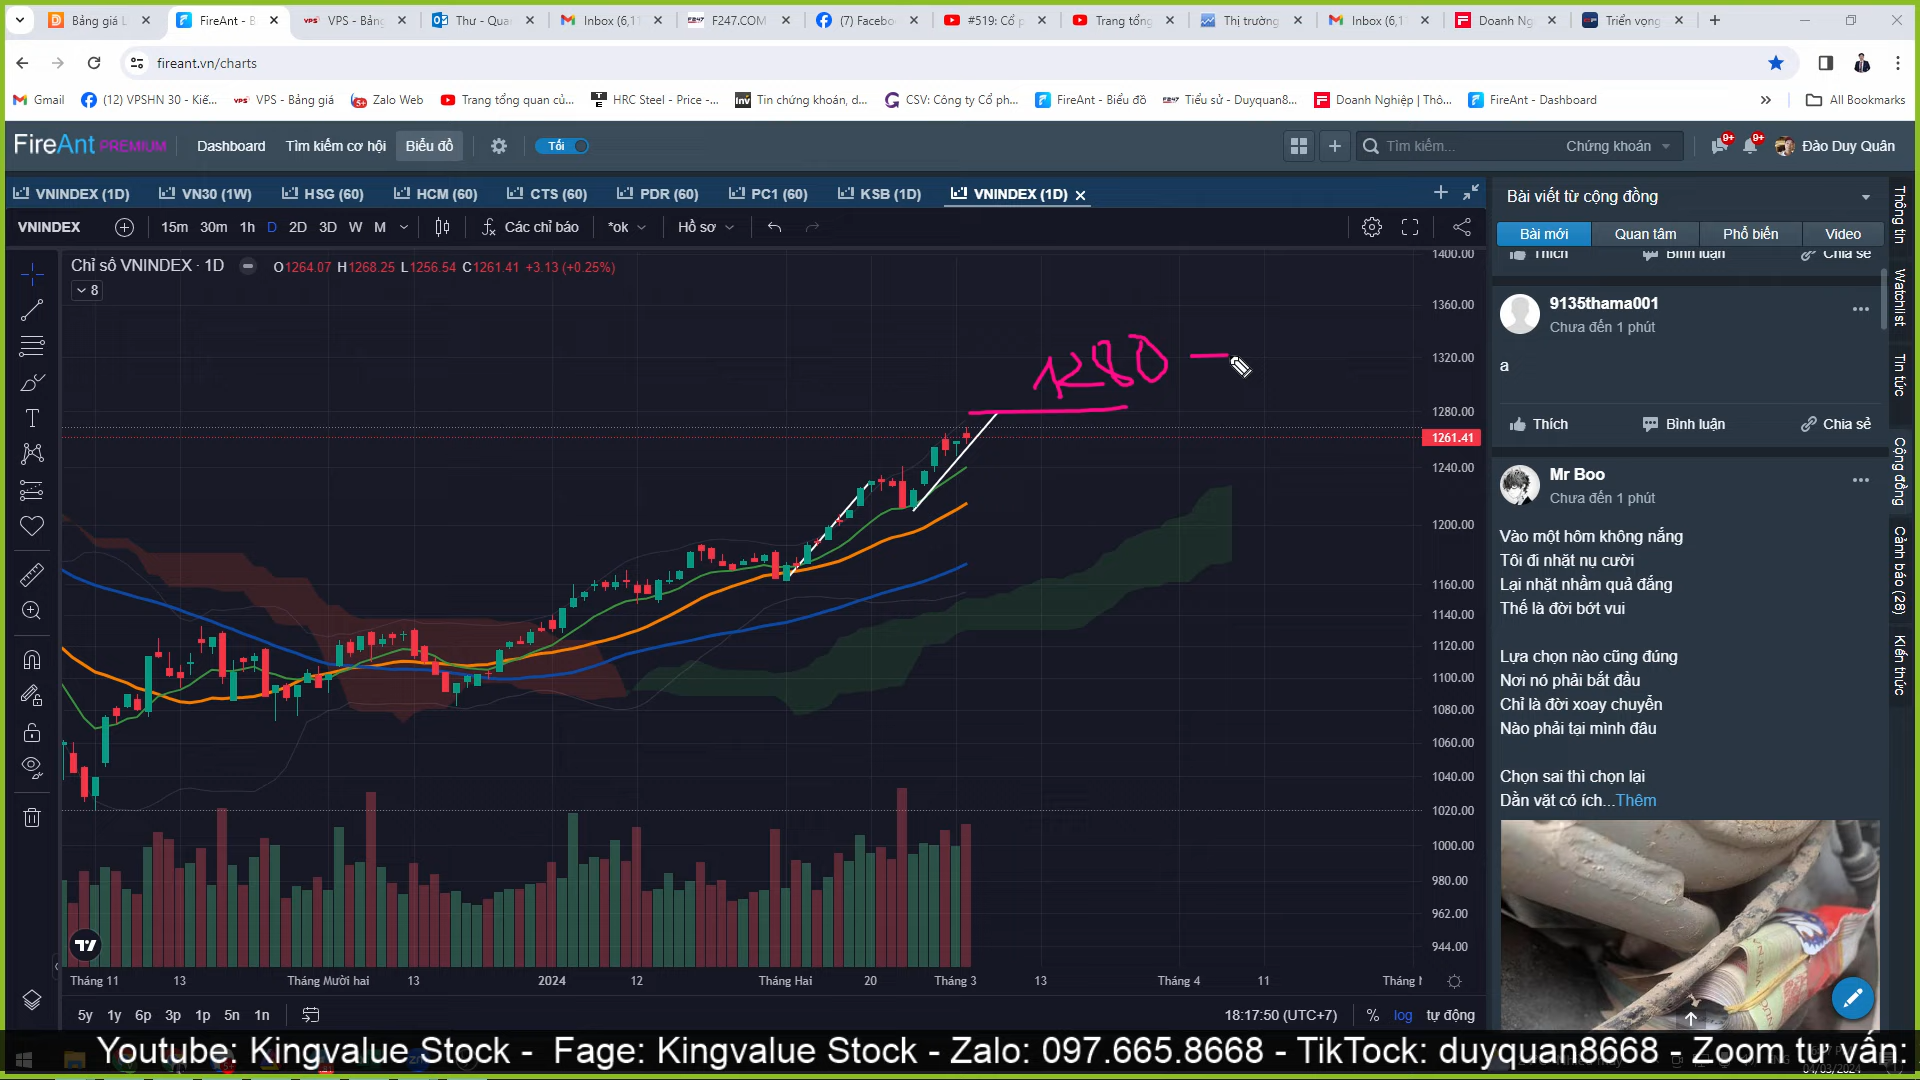 Bảng giá L
FireAnt - B
VPS - Bảng
Thư - Quan
Inbox (6,11
F247.COM
(7) Facebo
#519: Cổ p
Trang tổng
Thị trường
Inbox (6,1
Doanh Ng
Triển vọng
fireant.vn/charts
Gmail
(12) VPSHN 30 - Kiế...
VPS - Bảng giá
Zalo Web
Trang tổng quan củ...
HRC Steel - Price -...
Tin chứng khoán, d...
CSV: Công ty Cổ ph...
FireAnt - Biểu đồ
Tiểu sử - Duyquan8...
Doanh Nghiệp | Thô...
FireAnt - Dashboard
All Bookmarks
FireAnt PREMIUM
Dashboard
Tìm kiếm cơ hội
Biểu đồ
Tối
Tìm kiếm...
Chứng khoán
9+
9+
Đào Duy Quân
VNINDEX (1D)
VN30 (1W)
HSG (60)
HCM (60)
CTS (60)
PDR (60)
PC1 (60)
KSB (1D)
VNINDEX (1D)
VNINDEX
15m 30m 1h D 2D 3D W M
Các chỉ báo
*ok
Hồ sơ
Chỉ số VNINDEX · 1D
O1264.07 H1268.25 L1256.54 C1261.41 +3.13 (+0.25%)
8
1280 —
1400.00
1360.00
1320.00
1280.00
1261.41
1240.00
1200.00
1160.00
1140.00
1120.00
1100.00
1080.00
1060.00
1040.00
1020.00
1000.00
980.00
962.00
944.00
Tháng 11
13
Tháng Mười hai
13
2024
12
Tháng Hai
20
Tháng 3
13
Tháng 4
11
5y 1y 6p 3p 1p 5n 1n
18:17:50 (UTC+7)
% log tự động
Bài viết từ cộng đồng
Bài mới
Quan tâm
Phổ biến
Video
Thích
Bình luận
Chia sẻ
9135thama001
Chưa đến 1 phút
a
Thích
Bình luận
Chia sẻ
Mr Boo
Chưa đến 1 phút
Vào một hôm không nắng
Tôi đi nhặt nụ cười
Lại nhặt nhầm quả đắng
Thế là đời bớt vui
Lựa chọn nào cũng đúng
Nơi nó phải bắt đầu
Chỉ là đời xoay chuyển
Nào phải tại mình đâu
Chọn sai thì chọn lại
Dằn vặt có ích...Thêm
Thông tin
Watchlist
Tin tức
Cộng đồng
Cảnh báo (28)
Kiến thức
Youtube: Kingvalue Stock - Fage: Kingvalue Stock - Zalo: 097.665.8668 - TikTock: duyquan8668 - Zoom tư vấn:
04/03/2024